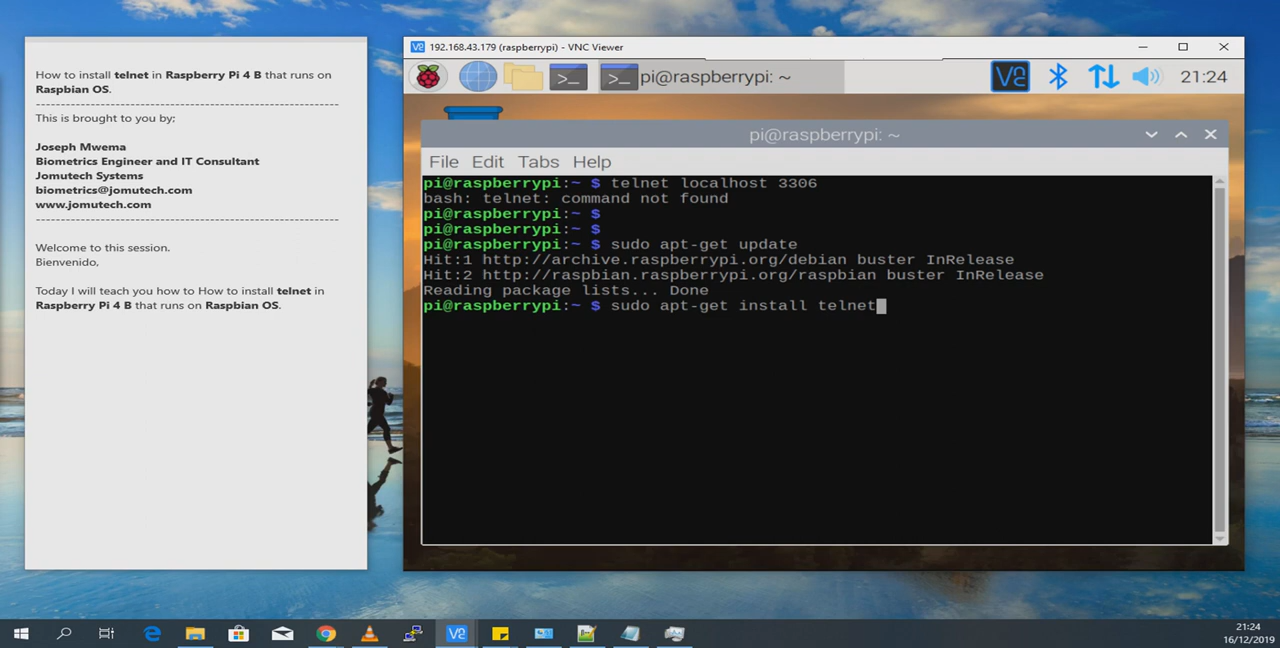 How to install telnet in Raspberry Pi 4 B that runs on
Raspbian OS.
--------------------------------------------------------------------------
This is brought to you by:
Joseph Mwema
Biometrics Engineer and IT Consultant
Jomutech Systems
biometrics@jomutech.com
www.jomutech.com
--------------------------------------------------------------------------
Welcome to this session.
Bienvenido,
Today I will teach you how to How to install telnet in
Raspberry Pi 4 B that runs on Raspbian OS.
192.168.43.179 (raspberrypi) - VNC Viewer
pi@raspberrypi: ~
21:24
pi@raspberrypi: ~
File Edit Tabs Help
pi@raspberrypi:~ $ telnet localhost 3306
bash: telnet: command not found
pi@raspberrypi:~ $
pi@raspberrypi:~ $
pi@raspberrypi:~ $ sudo apt-get update
Hit:1 http://archive.raspberrypi.org/debian buster InRelease
Hit:2 http://raspbian.raspberrypi.org/raspbian buster InRelease
Reading package lists... Done
pi@raspberrypi:~ $ sudo apt-get install telnet
21:24
16/12/2019